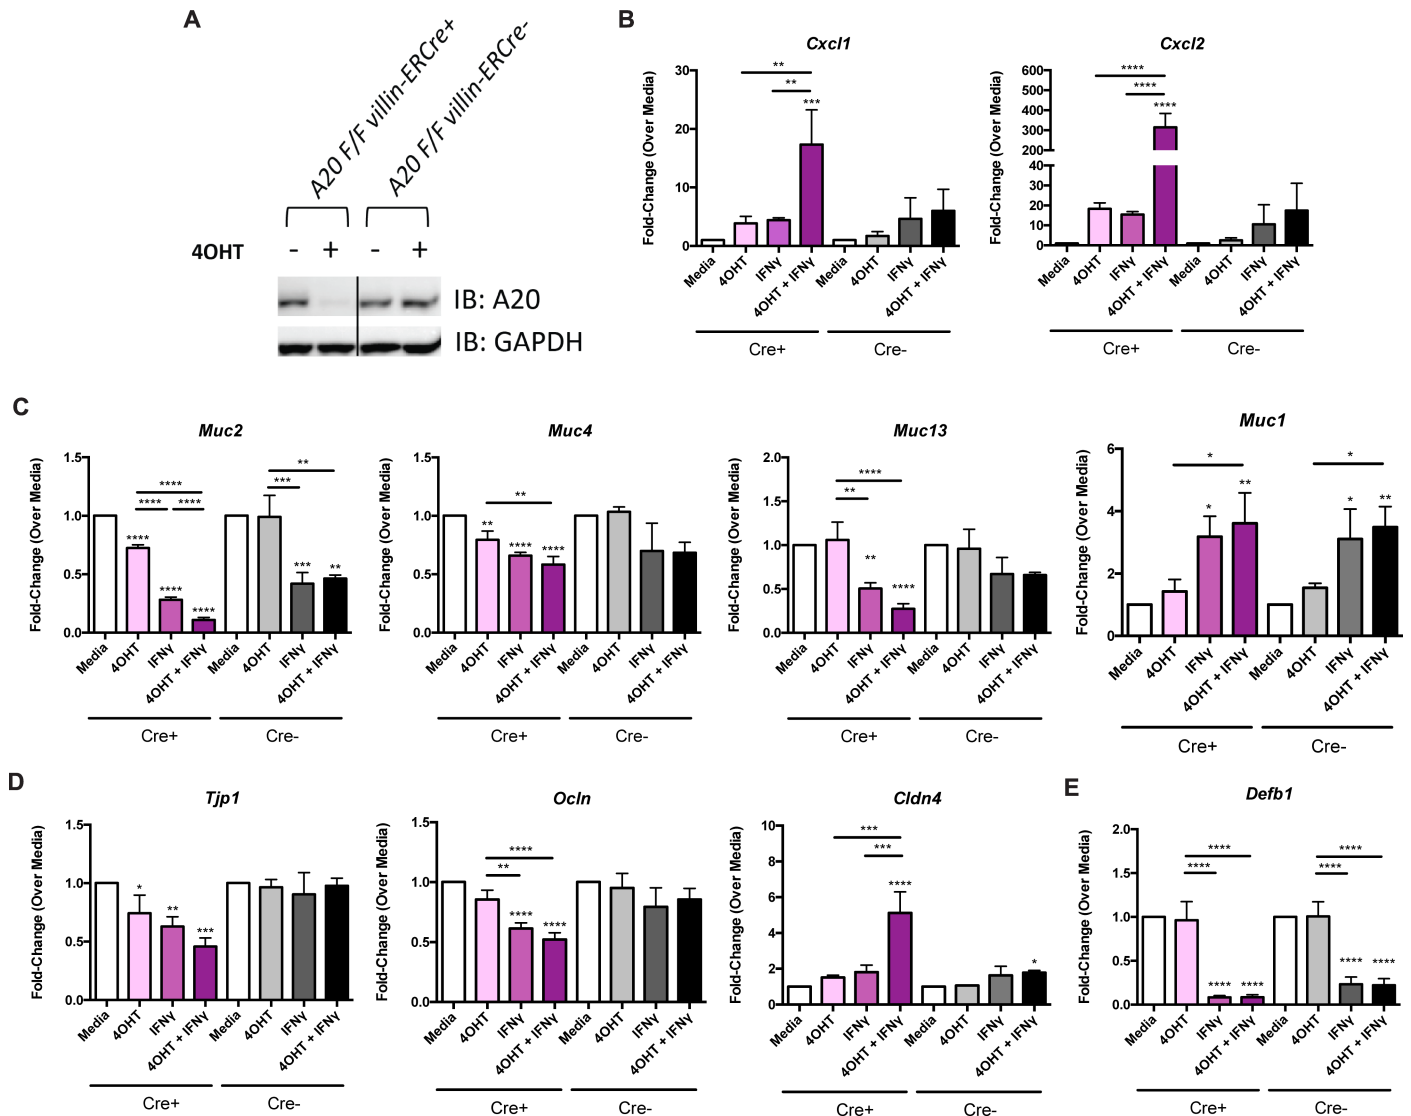 A
A20 F/F villin-ERCre+
A20 F/F villin-ERCre-
4OHT - + - +
IB: A20
IB: GAPDH
B
Cxcl1
Fold-Change (Over Media)
30
20
10
0
** 
**
***
Media 4OHT IFNγ 4OHT + IFNγ Media 4OHT IFNγ 4OHT + IFNγ
Cre+ Cre-
Cxcl2
Fold-Change (Over Media)
600
500
400
300
200
40
30
20
10
0
****
****
****
Media 4OHT IFNγ 4OHT + IFNγ Media 4OHT IFNγ 4OHT + IFNγ
Cre+ Cre-
C
Muc2
Fold-Change (Over Media)
1.5
1.0
0.5
0.0
****
**** ****
****
****
****
**
***
***
**
Media 4OHT IFNγ 4OHT + IFNγ Media 4OHT IFNγ 4OHT + IFNγ
Cre+ Cre-
Muc4
Fold-Change (Over Media)
1.5
1.0
0.5
0.0
**
**
**** ****
Media 4OHT IFNγ 4OHT + IFNγ Media 4OHT IFNγ 4OHT + IFNγ
Cre+ Cre-
Muc13
Fold-Change (Over Media)
2.0
1.5
1.0
0.5
0.0
****
**
**
****
Media 4OHT IFNγ 4OHT + IFNγ Media 4OHT IFNγ 4OHT + IFNγ
Cre+ Cre-
Muc1
Fold-Change (Over Media)
6
4
2
0
*
*
**
*
*
**
Media 4OHT IFNγ 4OHT + IFNγ Media 4OHT IFNγ 4OHT + IFNγ
Cre+ Cre-
D
Tjp1
Fold-Change (Over Media)
1.5
1.0
0.5
0.0
*
**
***
Media 4OHT IFNγ 4OHT + IFNγ Media 4OHT IFNγ 4OHT + IFNγ
Cre+ Cre-
Ocln
Fold-Change (Over Media)
1.5
1.0
0.5
0.0
****
**
****
****
Media 4OHT IFNγ 4OHT + IFNγ Media 4OHT IFNγ 4OHT + IFNγ
Cre+ Cre-
Cldn4
Fold-Change (Over Media)
10
8
6
4
2
0
***
***
****
*
Media 4OHT IFNγ 4OHT + IFNγ Media 4OHT IFNγ 4OHT + IFNγ
Cre+ Cre-
E
Defb1
Fold-Change (Over Media)
2.0
1.5
1.0
0.5
0.0
****
****
**** ****
****
****
**** ****
Media 4OHT IFNγ 4OHT + IFNγ Media 4OHT IFNγ 4OHT + IFNγ
Cre+ Cre-